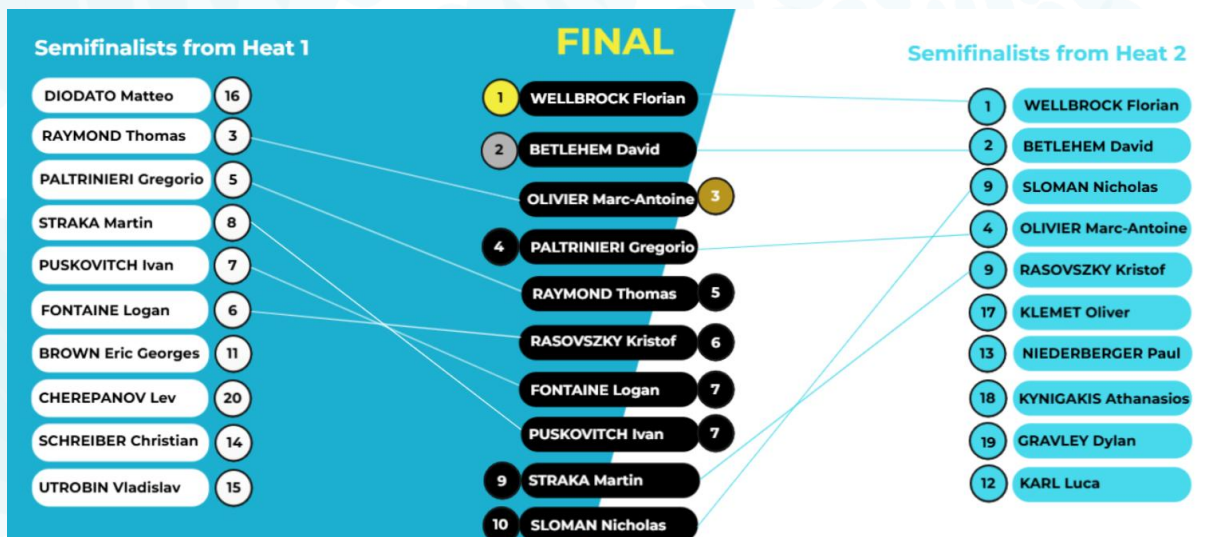 Semifinalists from Heat 1
DIODATO Matteo 16
RAYMOND Thomas 3
PALTRINIERI Gregorio 5
STRAKA Martin 8
PUSKOVITCH Ivan 7
FONTAINE Logan 6
BROWN Eric Georges 11
CHEREPANOV Lev 20
SCHREIBER Christian 14
UTROBIN Vladislav 15
FINAL
1 WELLBROCK Florian
2 BETLEHEM David
OLIVIER Marc-Antoine 3
4 PALTRINIERI Gregorio
RAYMOND Thomas 5
RASOVSZKY Kristof 6
FONTAINE Logan 7
PUSKOVITCH Ivan 7
9 STRAKA Martin
10 SLOMAN Nicholas
Semifinalists from Heat 2
1 WELLBROCK Florian
2 BETLEHEM David
9 SLOMAN Nicholas
4 OLIVIER Marc-Antoine
9 RASOVSZKY Kristof
17 KLEMET Oliver
13 NIEDERBERGER Paul
18 KYNIGAKIS Athanasios
19 GRAVLEY Dylan
12 KARL Luca